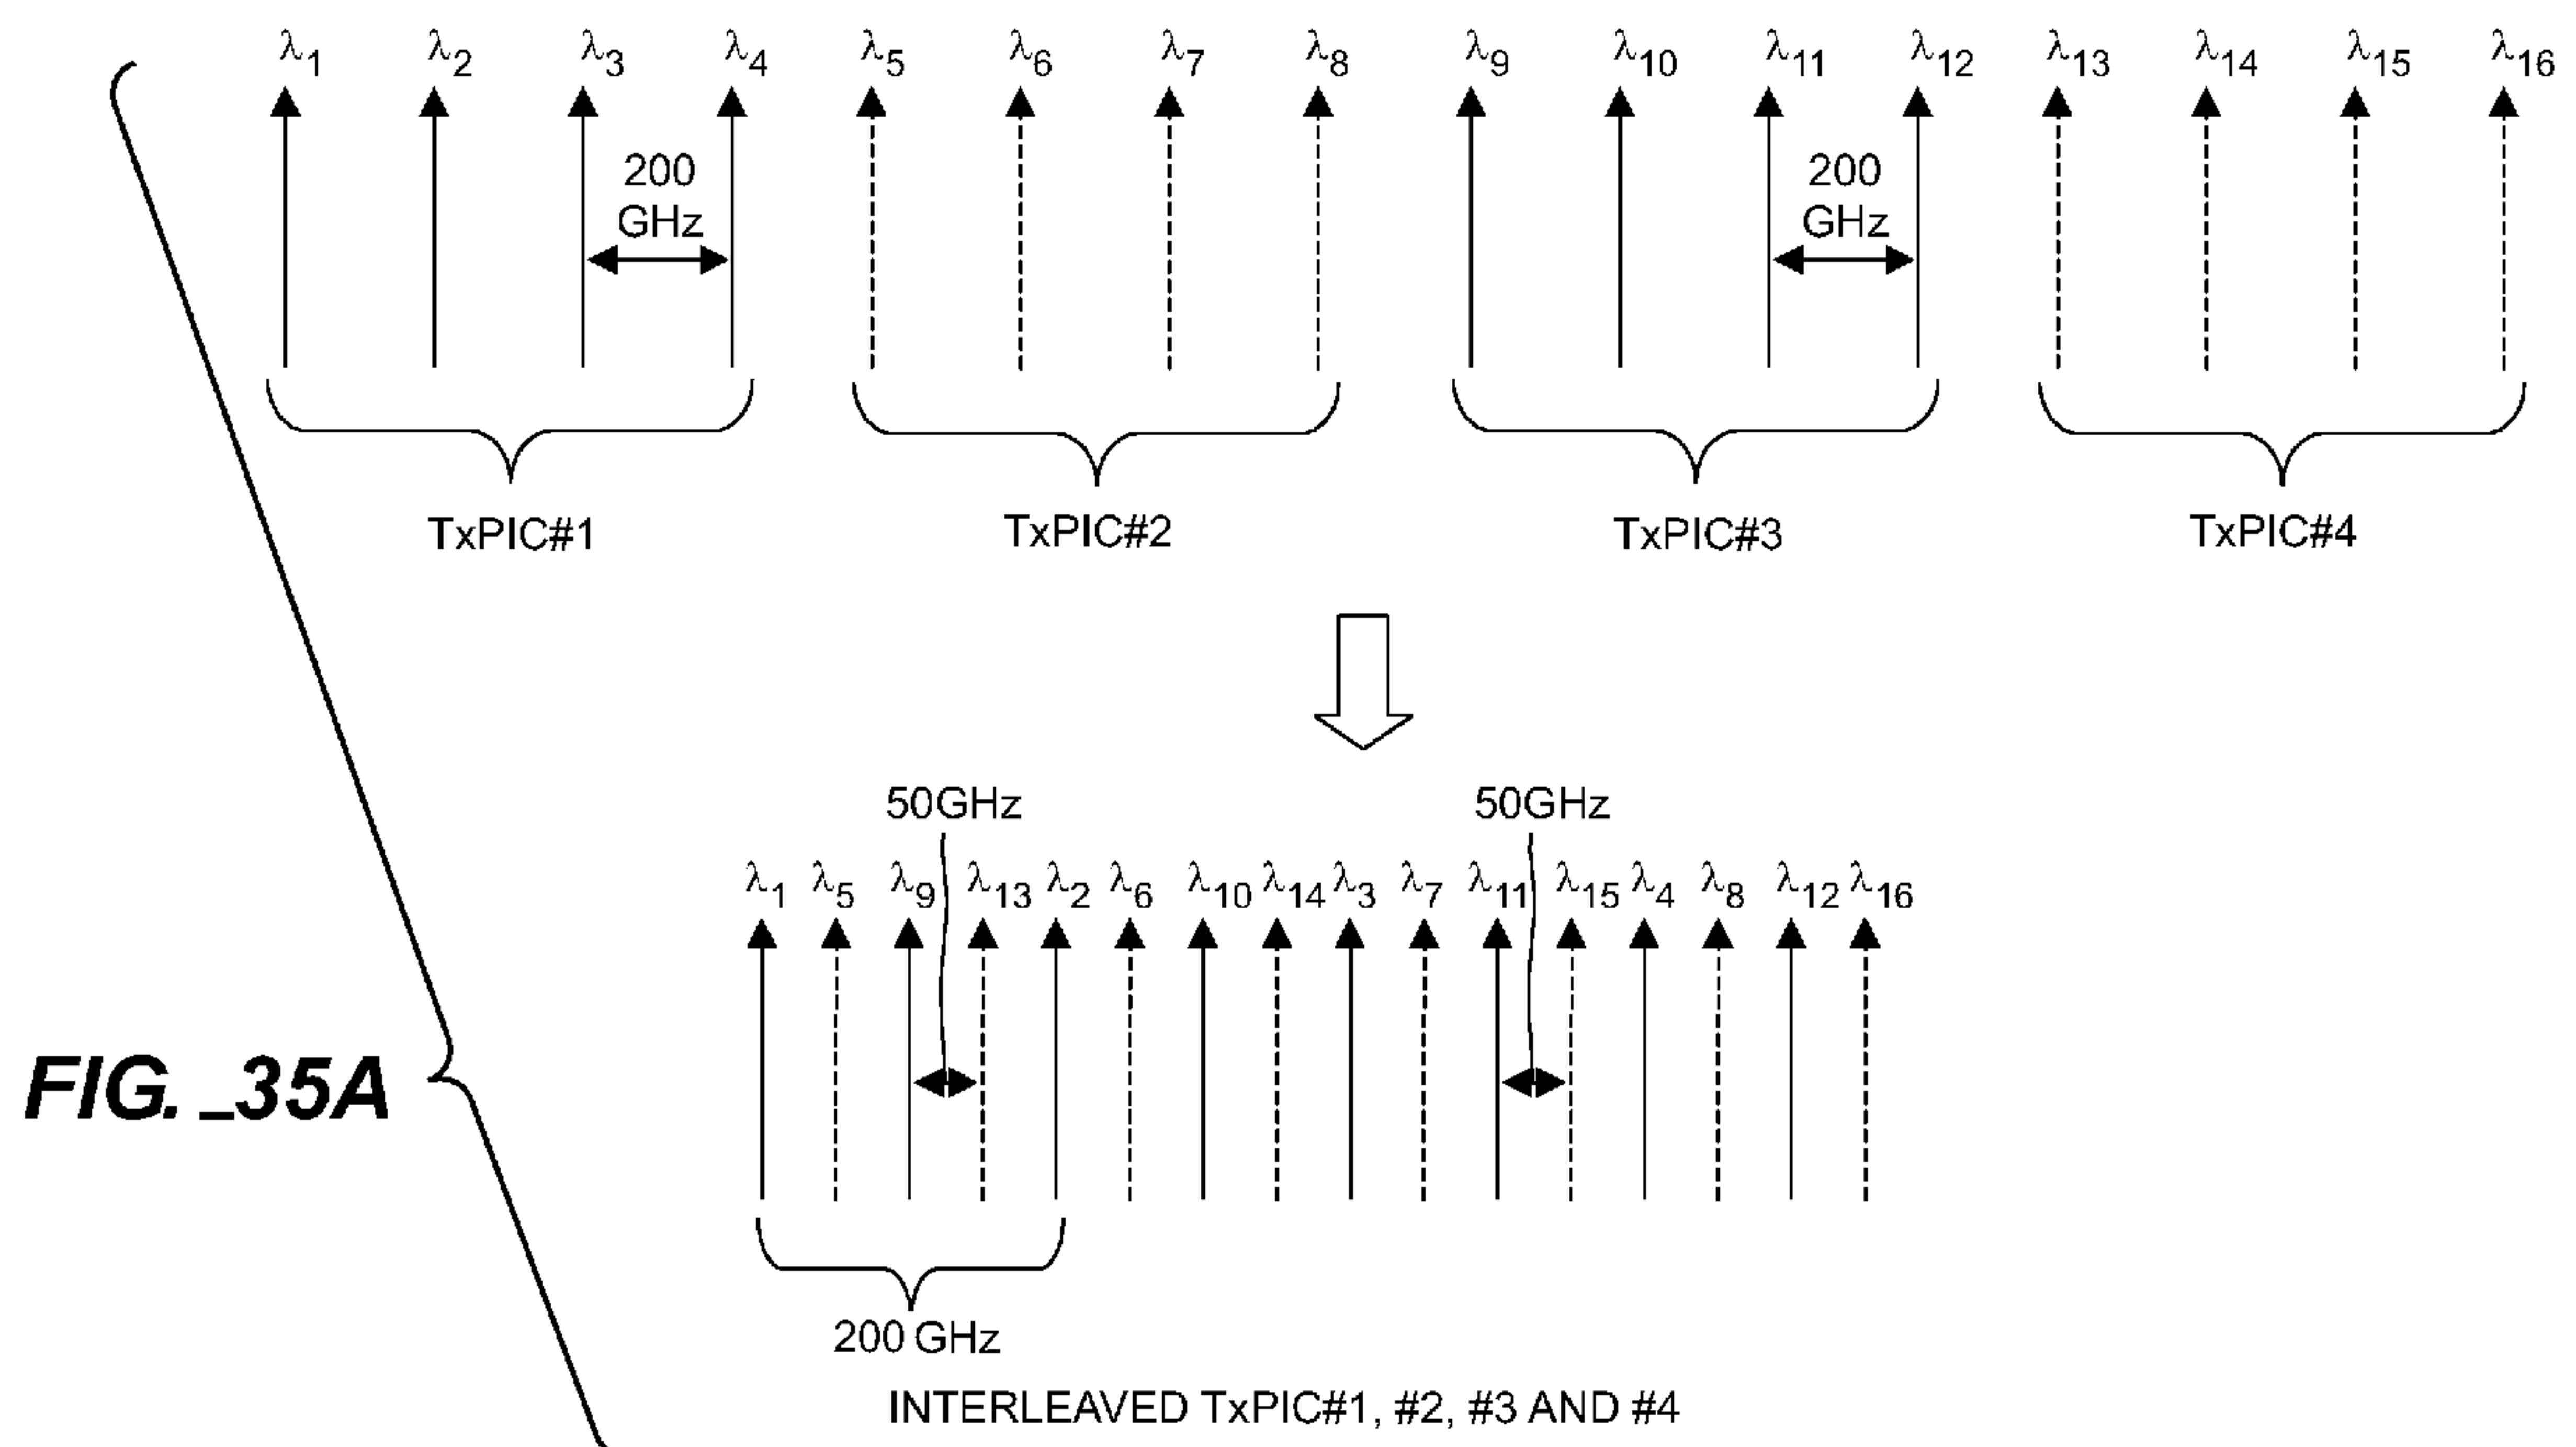 λ1 λ2 λ3 λ4 λ5 λ6 λ7 λ8 λ9 λ10 λ11 λ12 λ13 λ14 λ15 λ16
200 GHz
200 GHz
TxPIC#1 TxPIC#2 TxPIC#3 TxPIC#4
50GHz 50GHz
λ1 λ5 λ9 λ13 λ2 λ6 λ10 λ14 λ3 λ7 λ11 λ15 λ4 λ8 λ12 λ16
FIG._35A
200 GHz
INTERLEAVED TxPIC#1, #2, #3 AND #4